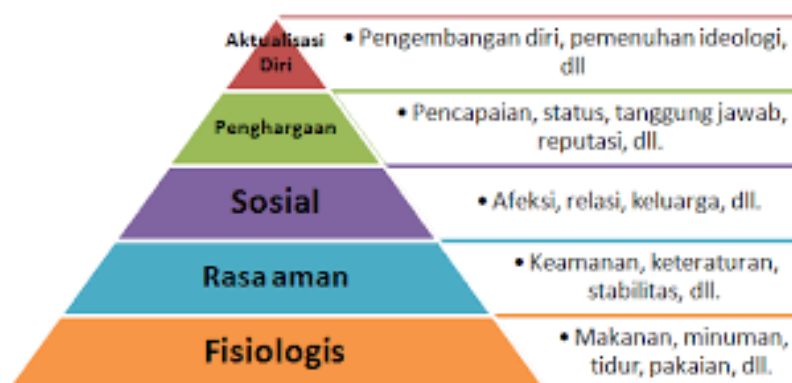 Aktualisasi
Diri
• Pengembangan diri, pemenuhan ideologi,
dll
Penghargaan
• Pencapaian, status, tanggung jawab,
reputasi, dll.
Sosial
• Afeksi, relasi, keluarga, dll.
Rasa aman
• Keamanan, keteraturan,
stabilitas, dll.
Fisiologis
• Makanan, minuman,
tidur, pakaian, dll.